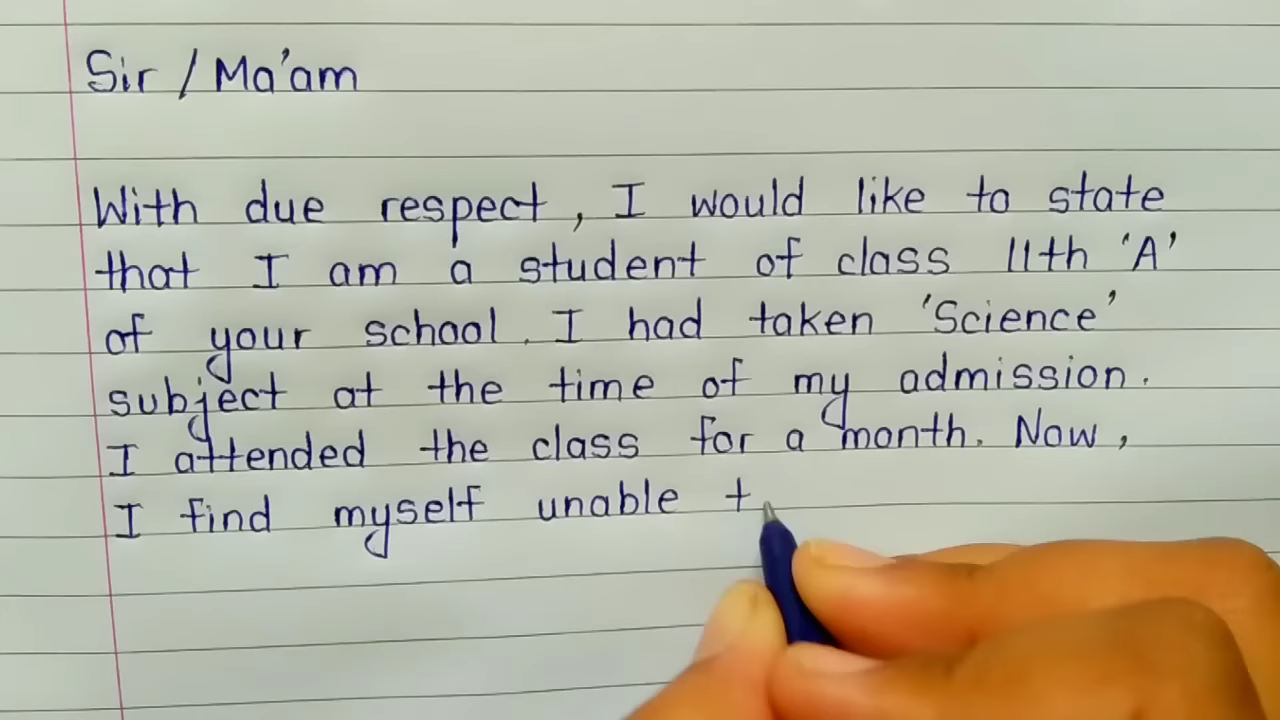 Sir / Ma'am
With due respect, I would like to state
that I am a student of class 11th 'A'
of your school. I had taken 'Science'
subject at the time of my admission.
I attended the class for a month. Now,
I find myself unable t